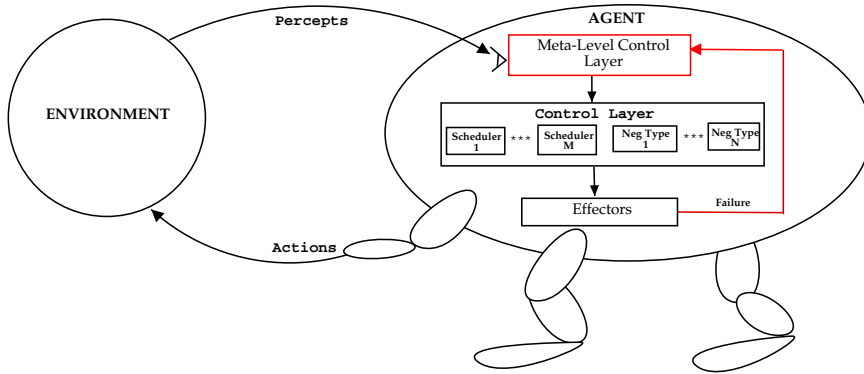 Percepts
AGENT
Meta-Level Control
Layer
ENVIRONMENT
Control Layer
Scheduler
1
***
Scheduler
M
Neg Type
1
***
Neg Type
N
Effectors
Failure
Actions